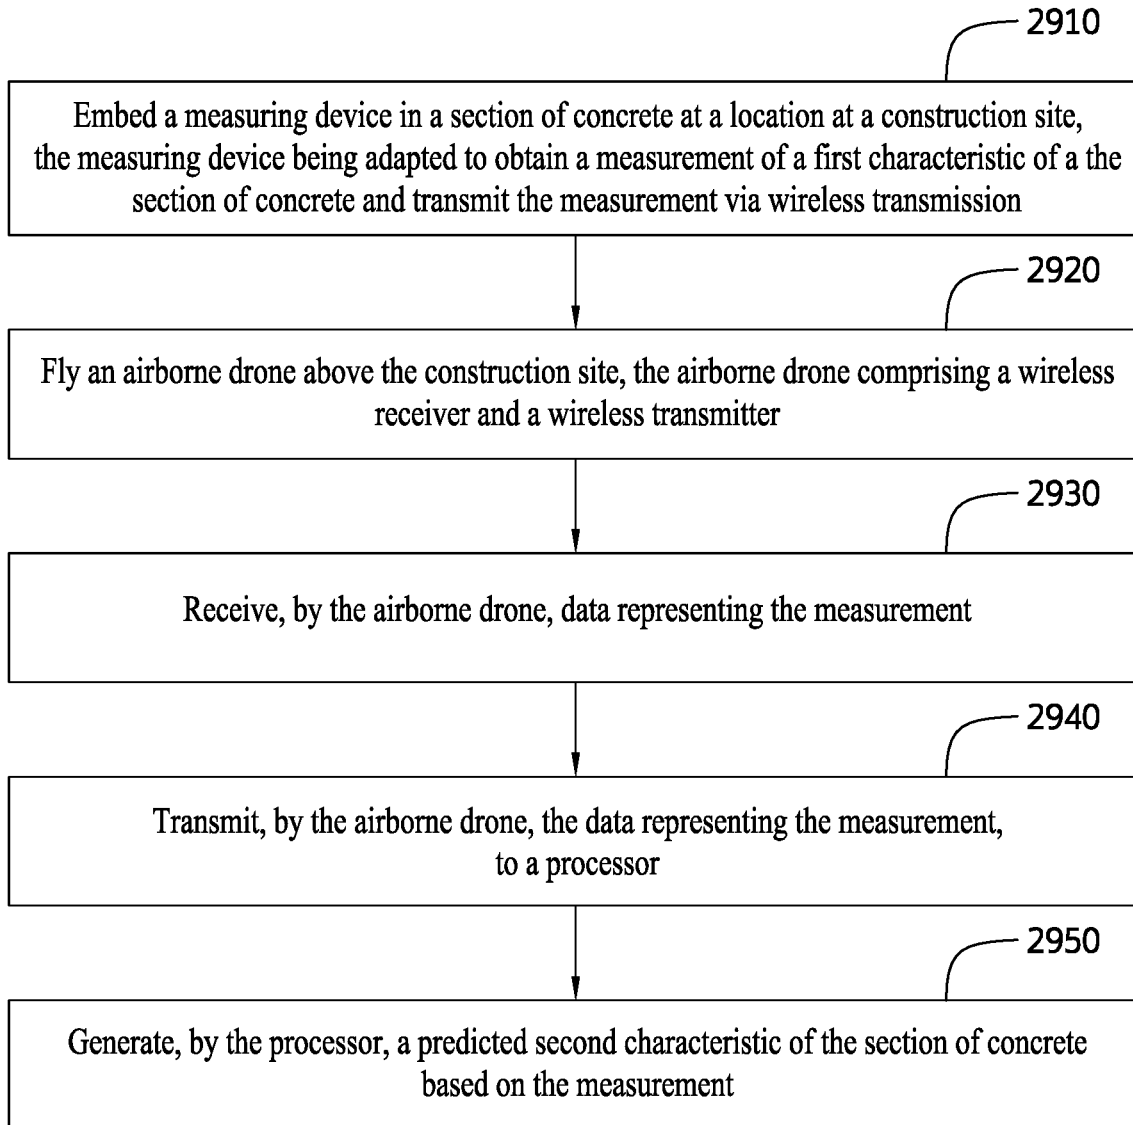 2910
Embed a measuring device in a section of concrete at a location at a construction site,
the measuring device being adapted to obtain a measurement of a first characteristic of a the
section of concrete and transmit the measurement via wireless transmission
2920
Fly an airborne drone above the construction site, the airborne drone comprising a wireless
receiver and a wireless transmitter
2930
Receive, by the airborne drone, data representing the measurement
2940
Transmit, by the airborne drone, the data representing the measurement,
to a processor
2950
Generate, by the processor, a predicted second characteristic of the section of concrete
based on the measurement